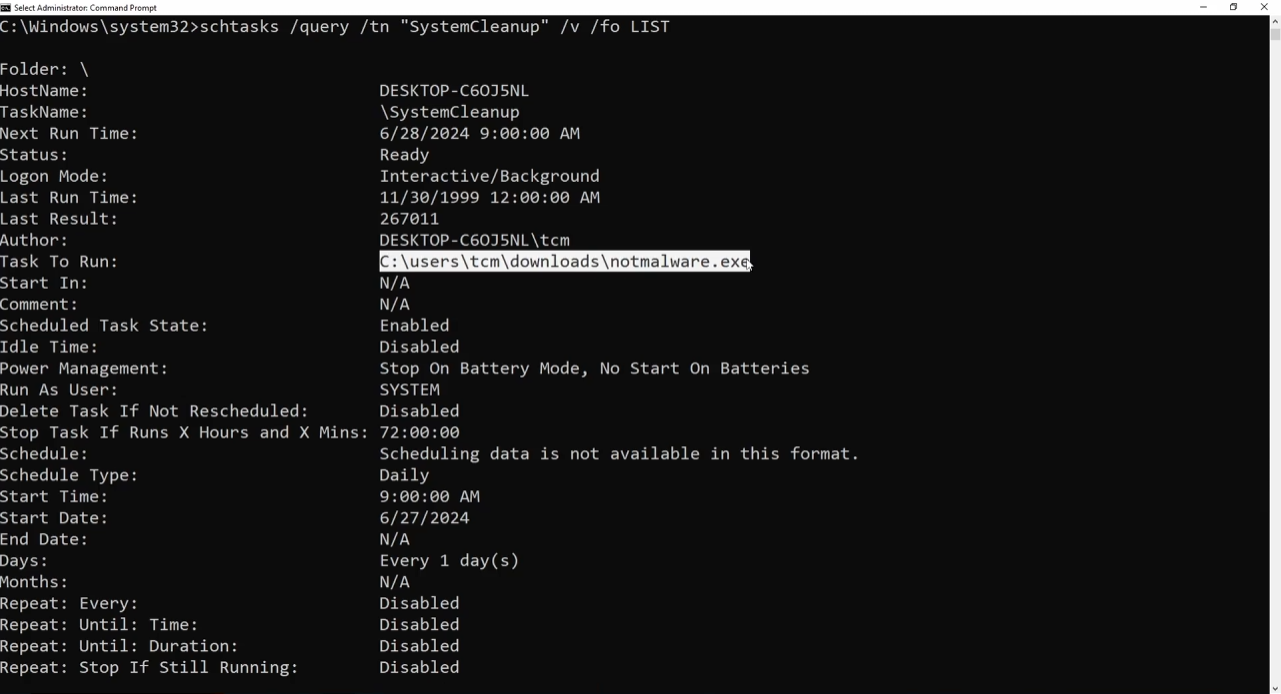 Select Administrator: Command Prompt
C:\Windows\system32>schtasks /query /tn "SystemCleanup" /v /fo LIST
Folder: \
HostName: DESKTOP-C6OJ5NL
TaskName: \SystemCleanup
Next Run Time: 6/28/2024 9:00:00 AM
Status: Ready
Logon Mode: Interactive/Background
Last Run Time: 11/30/1999 12:00:00 AM
Last Result: 267011
Author: DESKTOP-C6OJ5NL\tcm
Task To Run: C:\users\tcm\downloads\notmalware.exe
Start In: N/A
Comment: N/A
Scheduled Task State: Enabled
Idle Time: Disabled
Power Management: Stop On Battery Mode, No Start On Batteries
Run As User: SYSTEM
Delete Task If Not Rescheduled: Disabled
Stop Task If Runs X Hours and X Mins: 72:00:00
Schedule: Scheduling data is not available in this format.
Schedule Type: Daily
Start Time: 9:00:00 AM
Start Date: 6/27/2024
End Date: N/A
Days: Every 1 day(s)
Months: N/A
Repeat: Every: Disabled
Repeat: Until: Time: Disabled
Repeat: Until: Duration: Disabled
Repeat: Stop If Still Running: Disabled